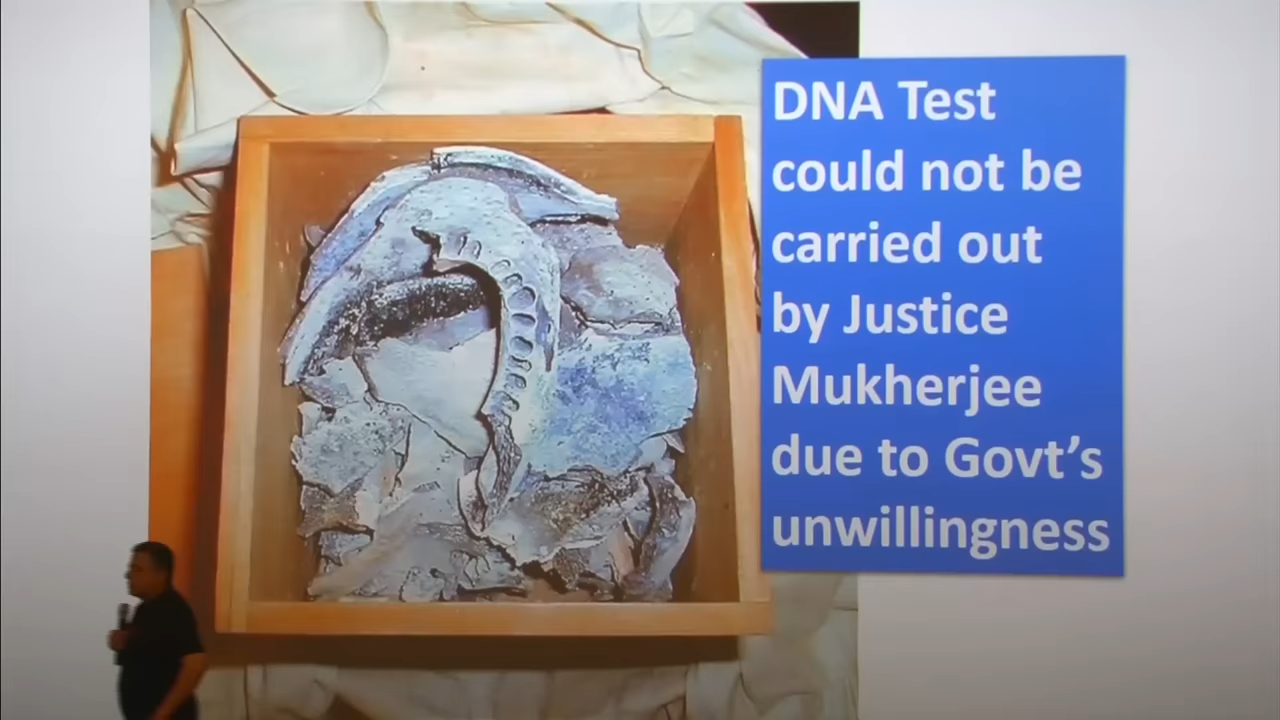 DNA Test
could not be
carried out
by Justice
Mukherjee
due to Govt’s
unwillingness